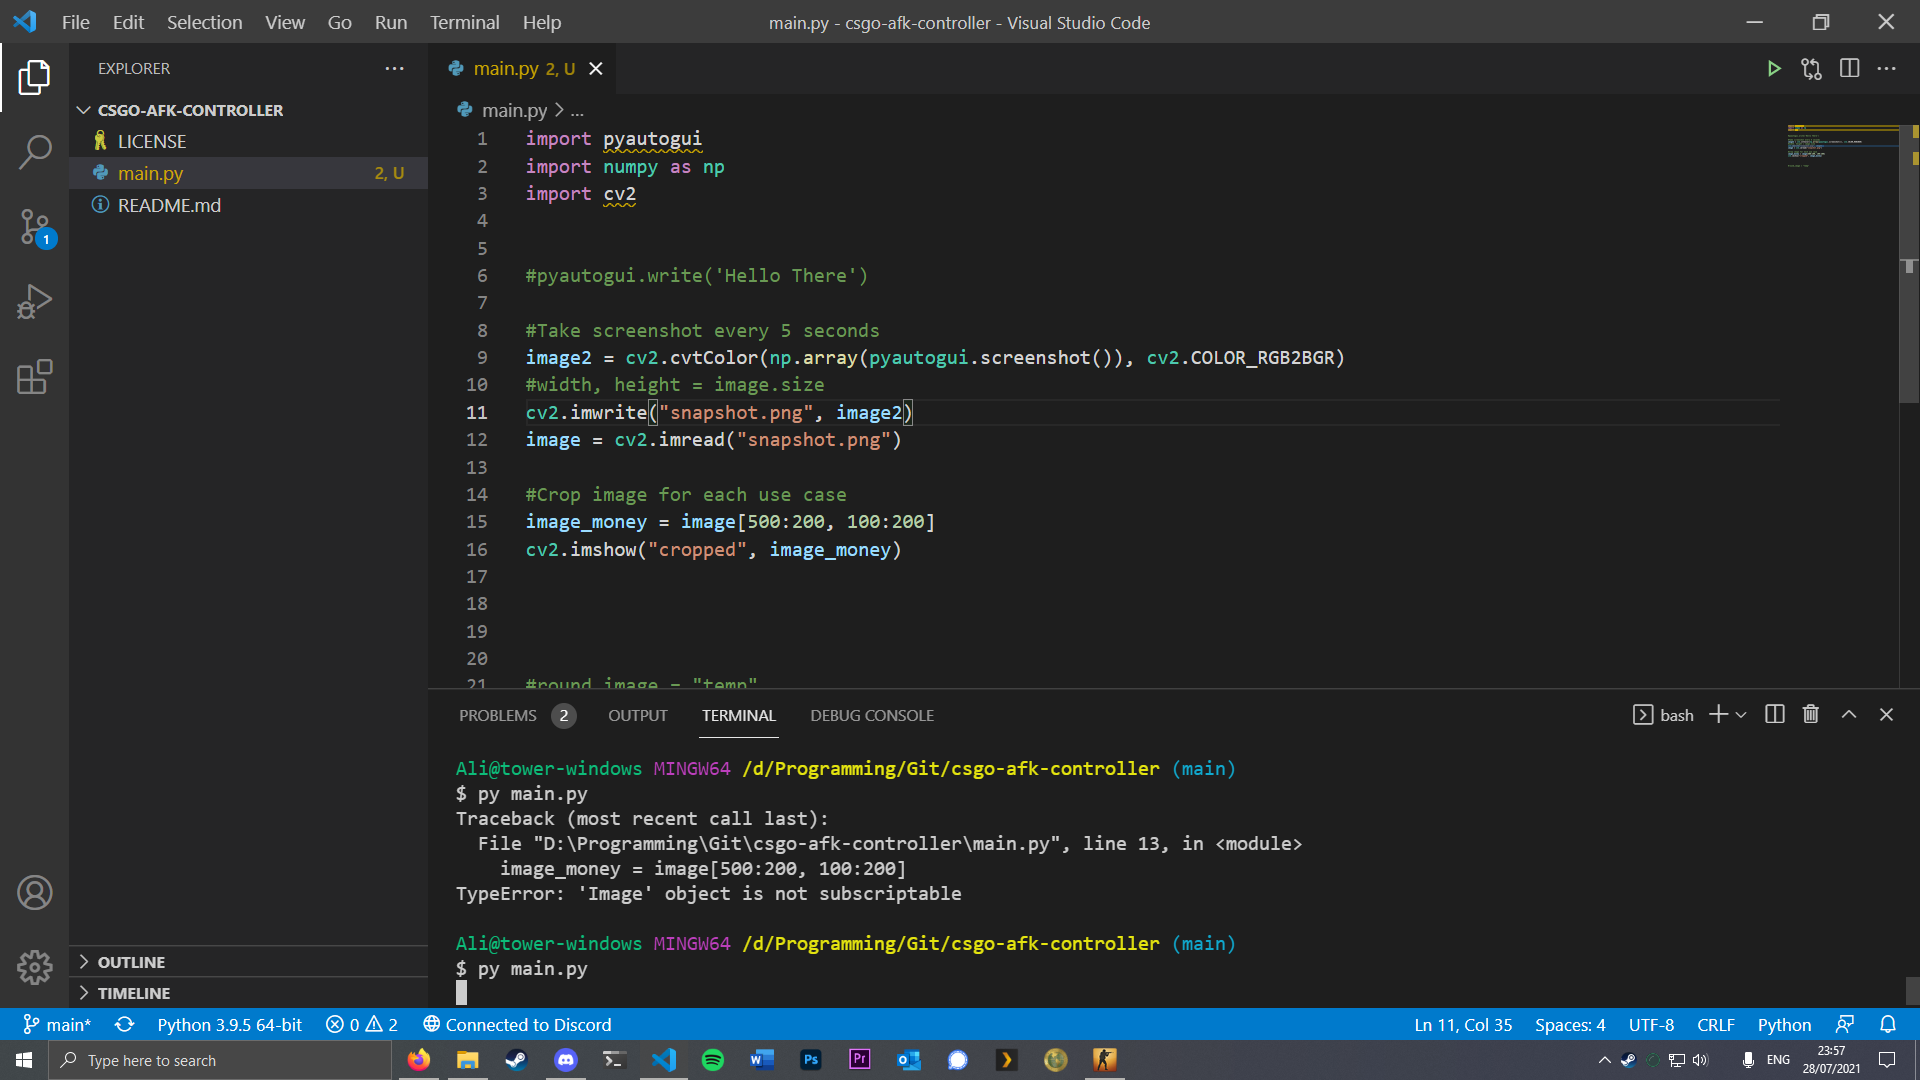 File Edit Selection View Go Run Terminal Help
main.py - csgo-afk-controller - Visual Studio Code
EXPLORER
CSGO-AFK-CONTROLLER
LICENSE
main.py 2, U
README.md
OUTLINE
TIMELINE
1
main.py 2, U
main.py > ...
1 import pyautogui
2 import numpy as np
3 import cv2
4
5
6 #pyautogui.write('Hello There')
7
8 #Take screenshot every 5 seconds
9 image2 = cv2.cvtColor(np.array(pyautogui.screenshot()), cv2.COLOR_RGB2BGR)
10 #width, height = image.size
11 cv2.imwrite("snapshot.png", image2)
12 image = cv2.imread("snapshot.png")
13
14 #Crop image for each use case
15 image_money = image[500:200, 100:200]
16 cv2.imshow("cropped", image_money)
17
18
19
20
21 #round_image = "temp"
PROBLEMS 2 OUTPUT TERMINAL DEBUG CONSOLE
bash
Ali@tower-windows MINGW64 /d/Programming/Git/csgo-afk-controller (main)
$ py main.py
Traceback (most recent call last):
File "D:\Programming\Git\csgo-afk-controller\main.py", line 13, in <module>
image_money = image[500:200, 100:200]
TypeError: 'Image' object is not subscriptable
Ali@tower-windows MINGW64 /d/Programming/Git/csgo-afk-controller (main)
$ py main.py
main* Python 3.9.5 64-bit 0 2 Connected to Discord
Ln 11, Col 35 Spaces: 4 UTF-8 CRLF Python
Type here to search
W Ps Pr
ENG
23:57
28/07/2021